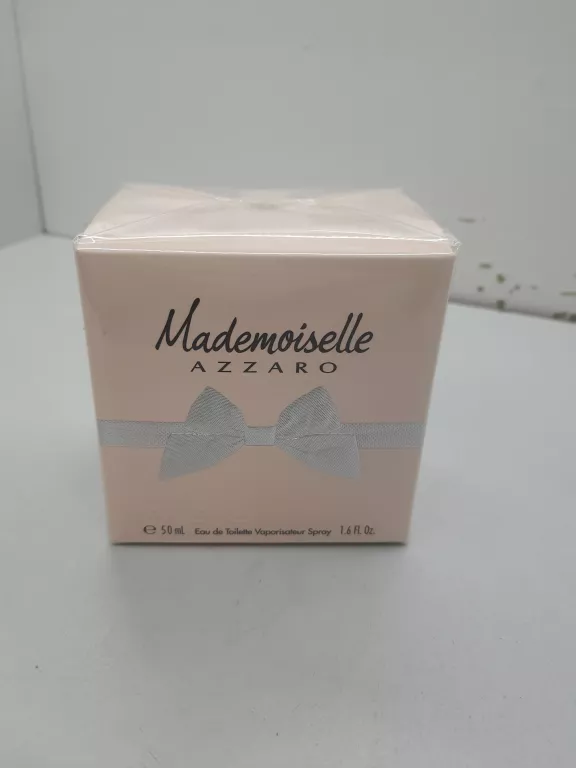 Mademoiselle
AZZARO
℮ 50 mL Eau de Toilette Vaporisateur Spray 1.6 Fl. Oz.